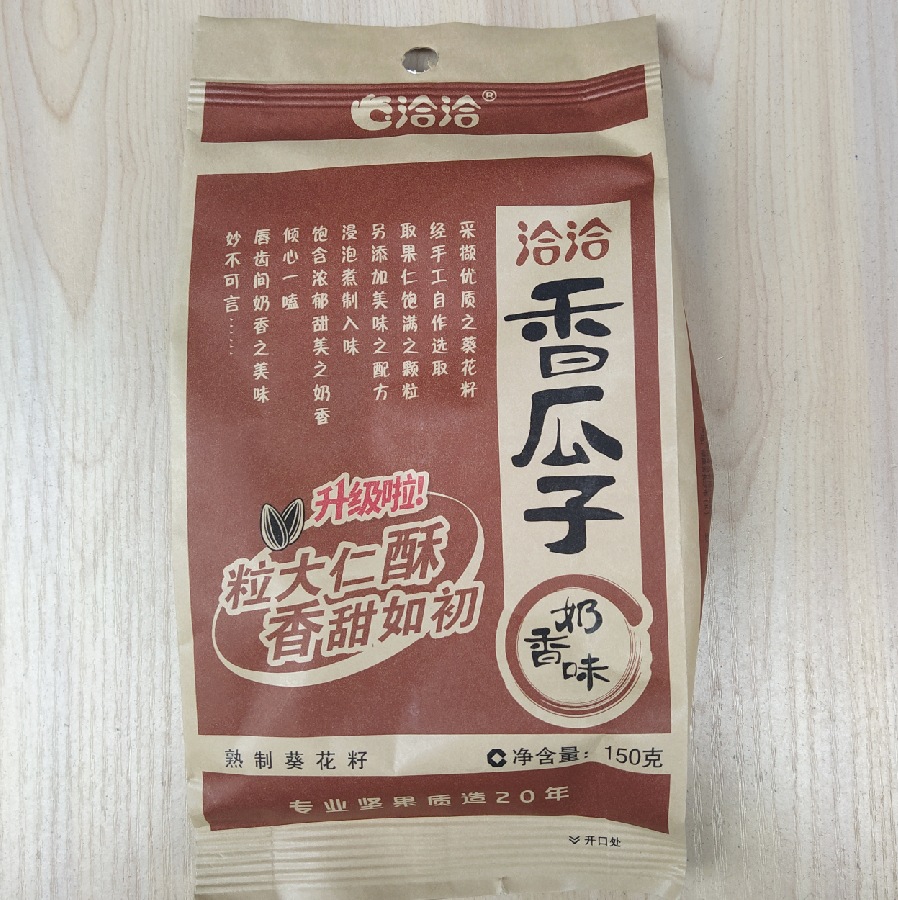 洽洽®
洽洽
香瓜子
奶香味
采撷优质之葵花籽
经手工自作选取
取果仁饱满之颗粒
另添加美味之配方
浸泡煮制入味
饱含浓郁甜美之奶香
倾心一嗑
唇齿间奶香之美味
妙不可言……
升级啦!
粒大仁酥
香甜如初
熟制葵花籽
净含量：150克
专业坚果质造20年
开口处